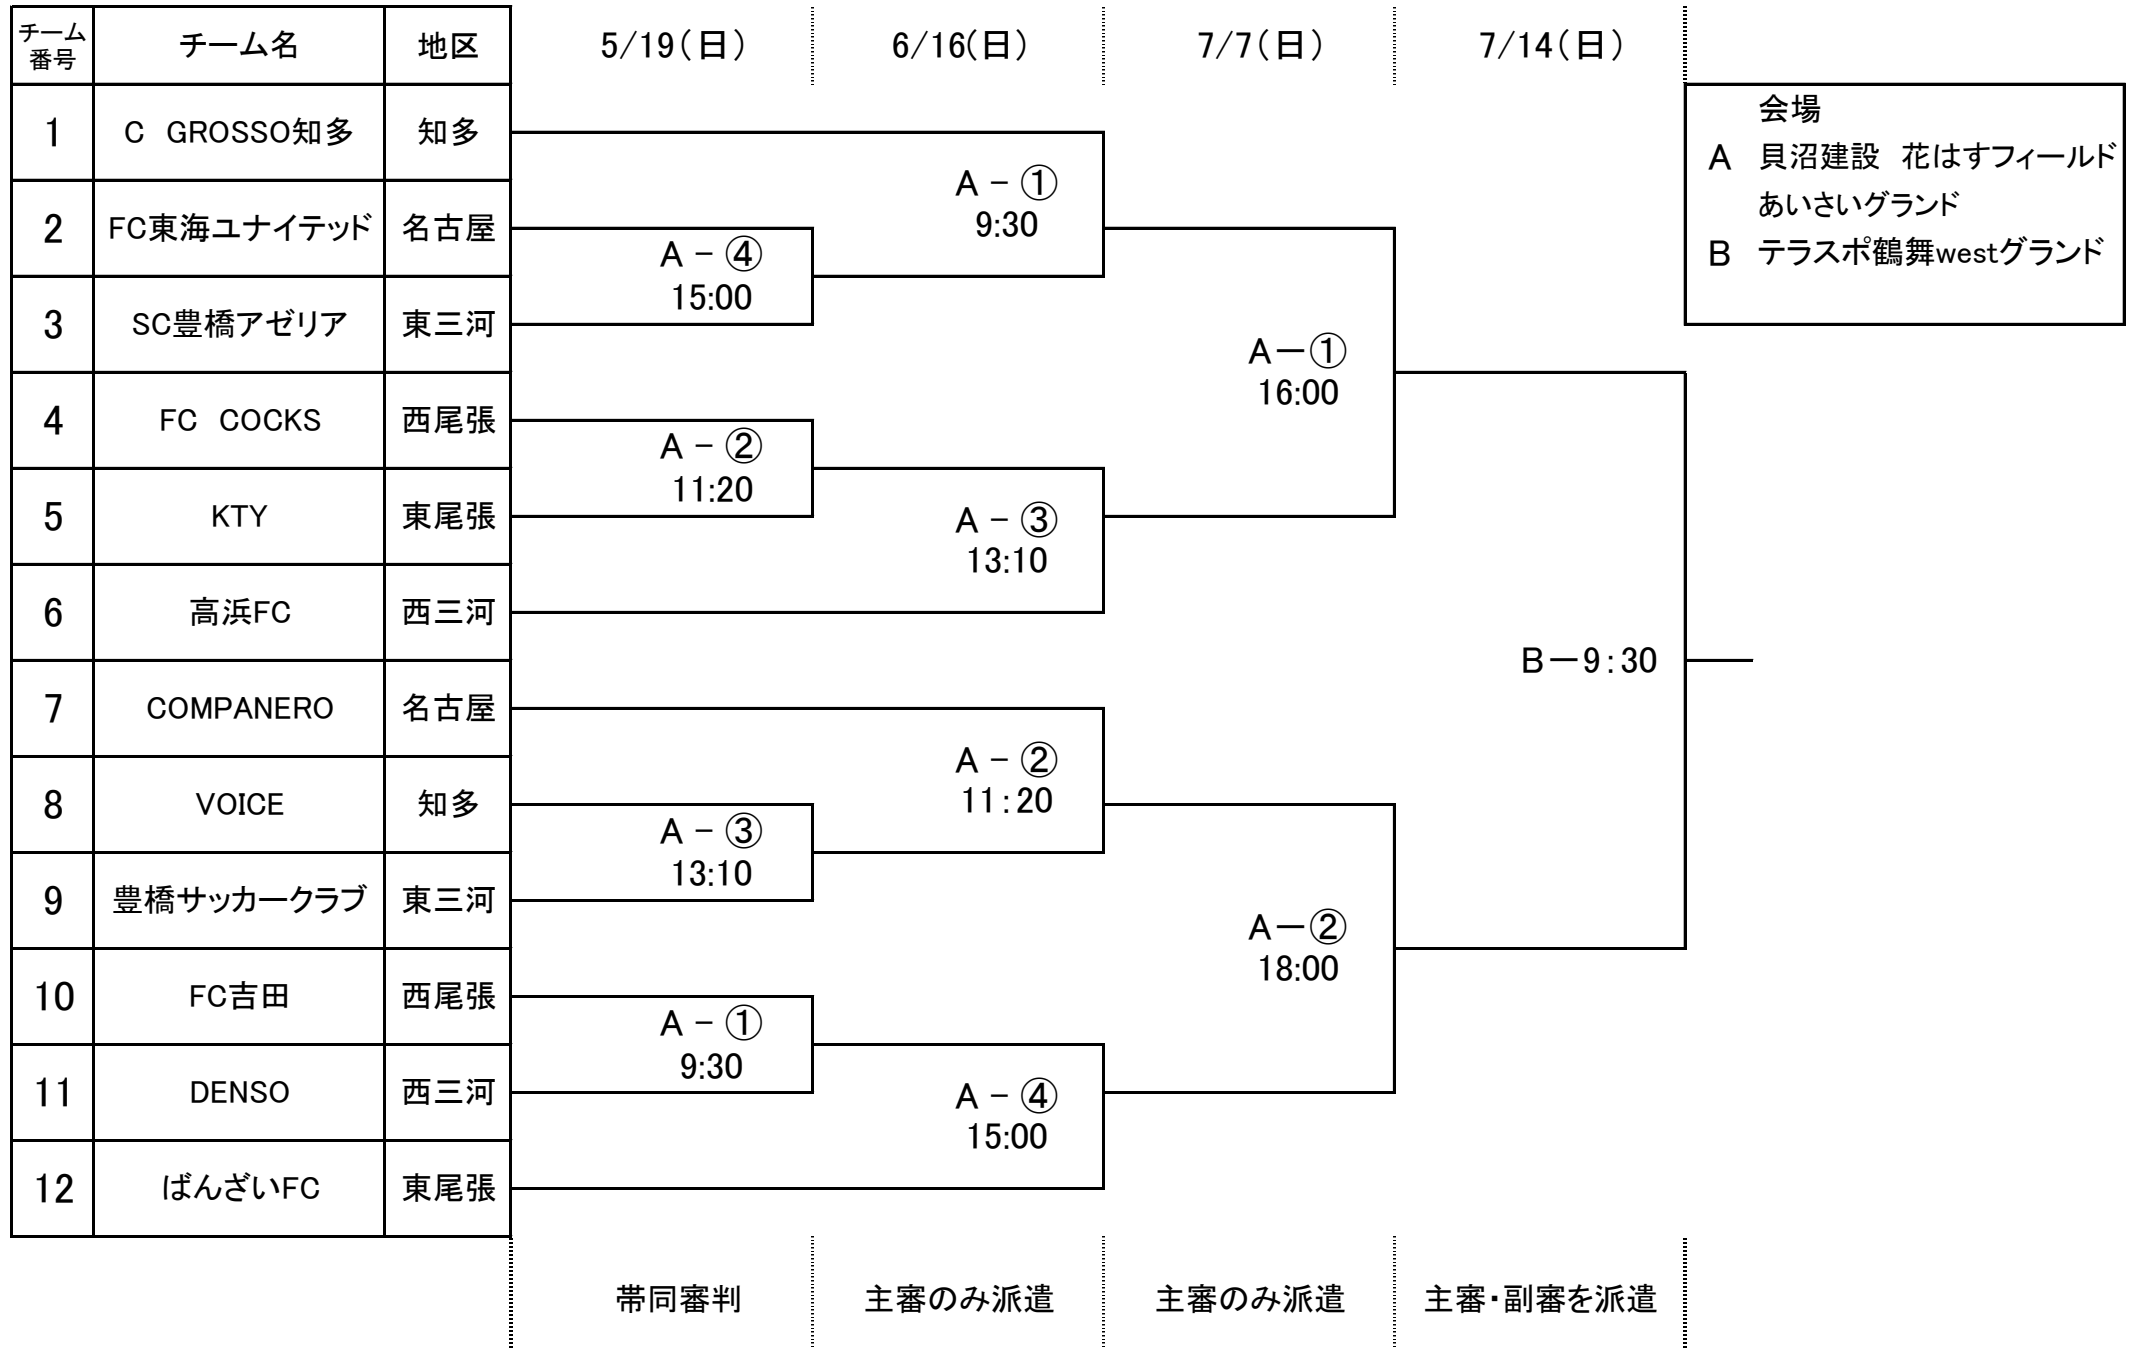 チーム
番号
チーム名
地区
5/19(日)
6/16(日)
7/7(日)
7/14(日)
会場
A 貝沼建設 花はすフィールド
あいさいグランド
B テラスポ鶴舞westグランド
1 C GROSSO知多 知多
2 FC東海ユナイテッド 名古屋
3 SC豊橋アゼリア 東三河
4 FC COCKS 西尾張
5 KTY 東尾張
6 高浜FC 西三河
7 COMPANERO 名古屋
8 VOICE 知多
9 豊橋サッカークラブ 東三河
10 FC吉田 西尾張
11 DENSO 西三河
12 ばんざいFC 東尾張
A-④
15:00
A-②
11:20
A-③
13:10
A-①
9:30
A-①
9:30
A-③
13:10
A-②
11:20
A-④
15:00
A-①
16:00
A-②
18:00
B-9:30
帯同審判
主審のみ派遣
主審のみ派遣
主審・副審を派遣